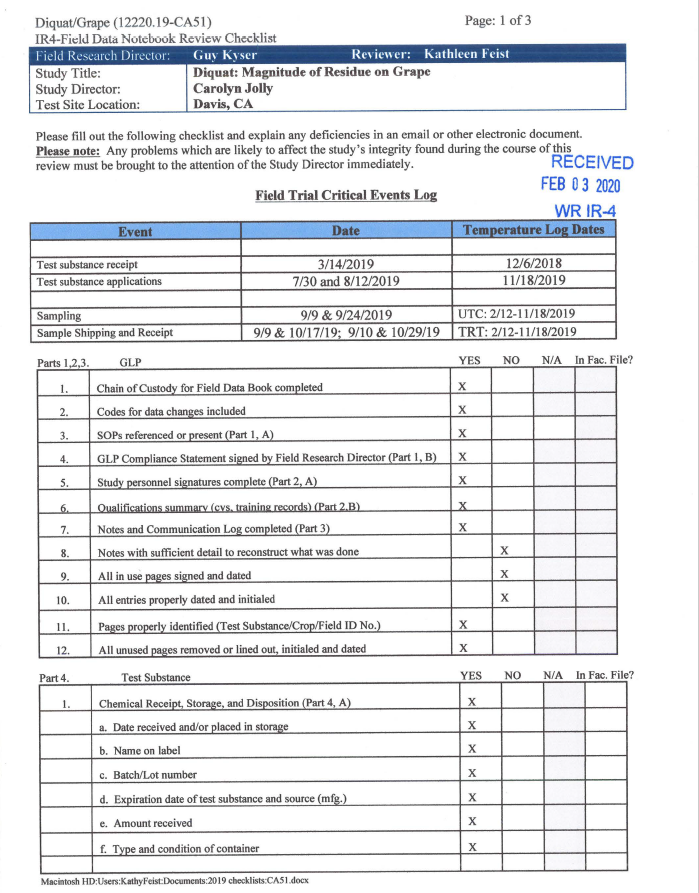 Diquat/Grape (12220.19-CA51) Page: 1 of 3
IR4-Field Data Notebook Review Checklist
Field Research Director: Guy Kyser Reviewer: Kathleen Feist
Study Title: Diquat: Magnitude of Residue on Grape
Study Director: Carolyn Jolly
Test Site Location: Davis, CA
Please fill out the following checklist and explain any deficiencies in an email or other electronic document.
Please note: Any problems which are likely to affect the study's integrity found during the course of this
review must be brought to the attention of the Study Director immediately.
RECEIVED
FEB 03 2020
WR IR-4
Field Trial Critical Events Log
Event Date Temperature Log Dates
Test substance receipt 3/14/2019 12/6/2018
Test substance applications 7/30 and 8/12/2019 11/18/2019
Sampling 9/9 & 9/24/2019 UTC: 2/12-11/18/2019
Sample Shipping and Receipt 9/9 & 10/17/19; 9/10 & 10/29/19 TRT: 2/12-11/18/2019
Parts 1,2,3. GLP YES NO N/A In Fac. File?
1. Chain of Custody for Field Data Book completed X
2. Codes for data changes included X
3. SOPs referenced or present (Part 1, A) X
4. GLP Compliance Statement signed by Field Research Director (Part 1, B) X
5. Study personnel signatures complete (Part 2, A) X
6. Qualifications summary (cvs, training records) (Part 2,B) X
7. Notes and Communication Log completed (Part 3) X
8. Notes with sufficient detail to reconstruct what was done X
9. All in use pages signed and dated X
10. All entries properly dated and initialed X
11. Pages properly identified (Test Substance/Crop/Field ID No.) X
12. All unused pages removed or lined out, initialed and dated X
Part 4. Test Substance YES NO N/A In Fac. File?
1. Chemical Receipt, Storage, and Disposition (Part 4, A) X
a. Date received and/or placed in storage X
b. Name on label X
c. Batch/Lot number X
d. Expiration date of test substance and source (mfg.) X
e. Amount received X
f. Type and condition of container X
Macintosh HD:Users:KathyFeist:Documents:2019 checklists:CA51.docx